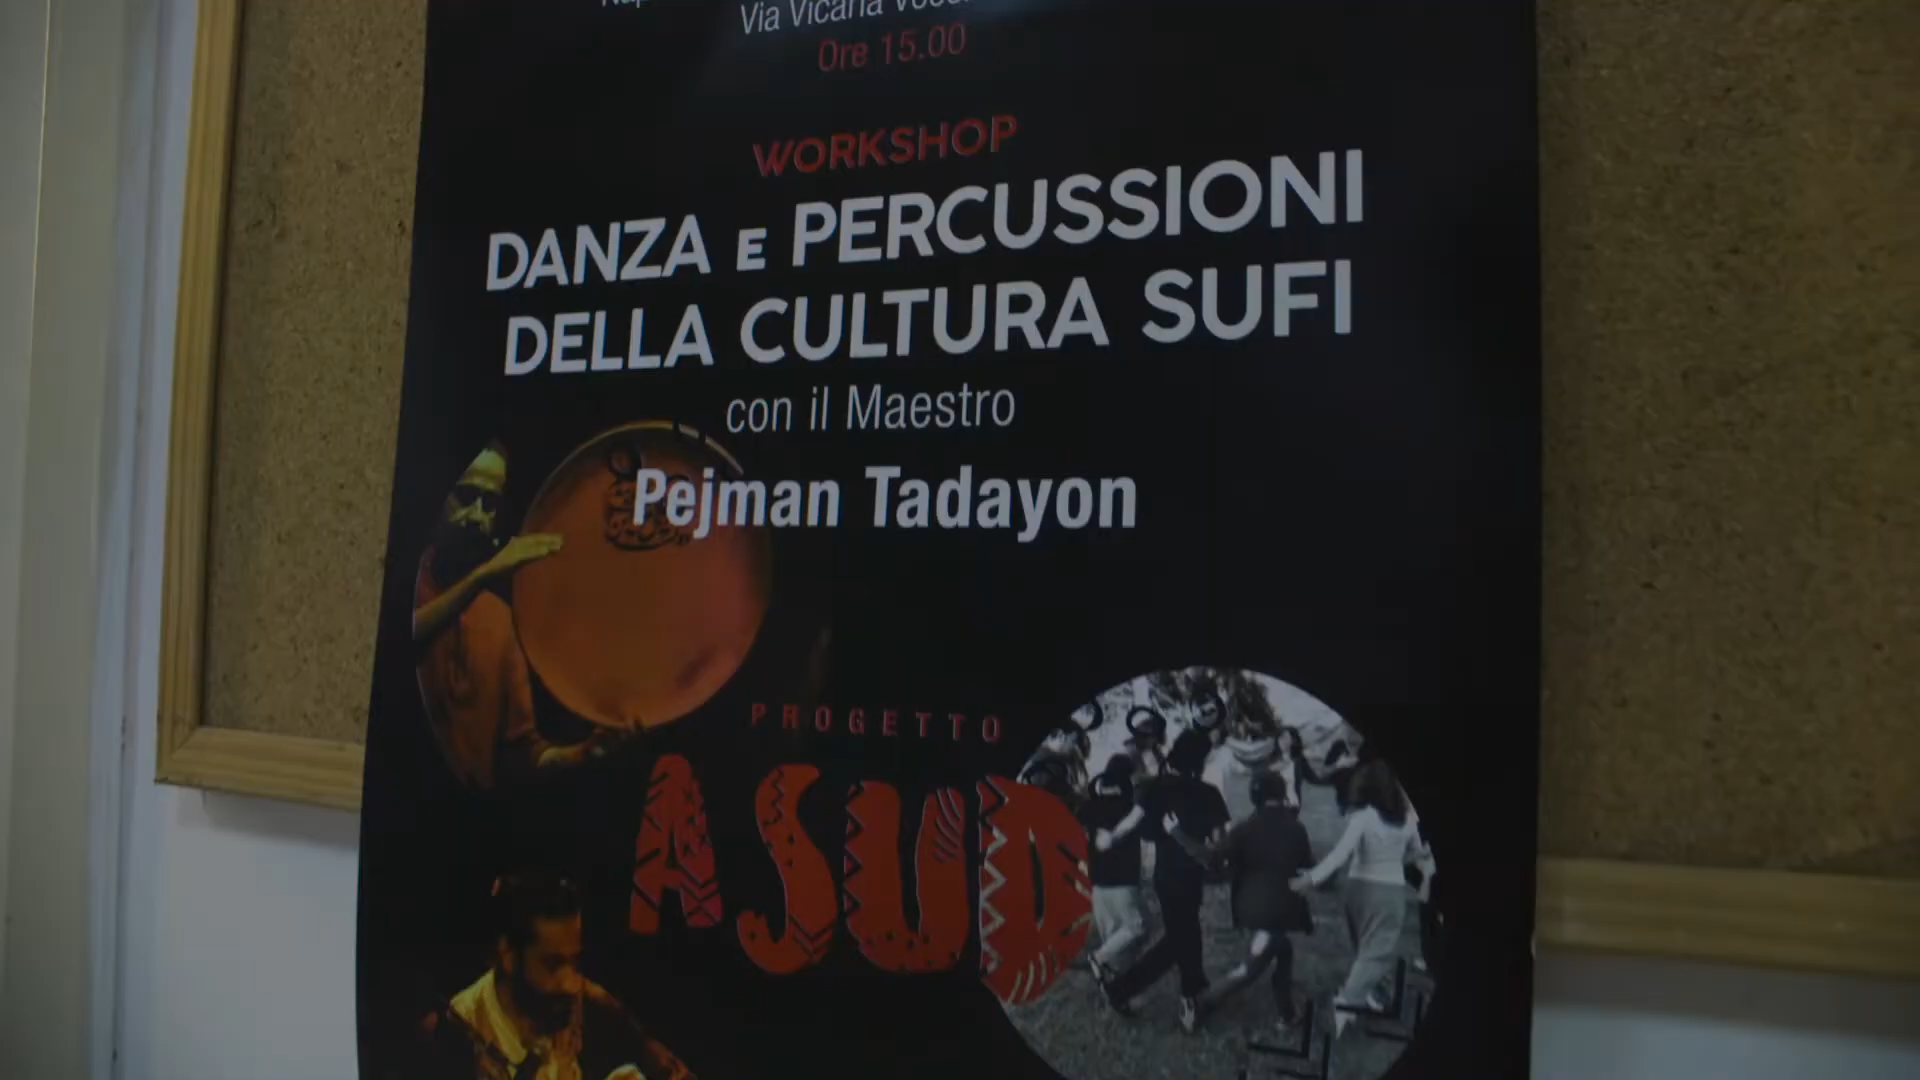 Via Vicaria
Ore 15.00
WORKSHOP
DANZA E PERCUSSIONI
DELLA CULTURA SUFI
con il Maestro
Pejman Tadayon
PROGETTO
ASUD